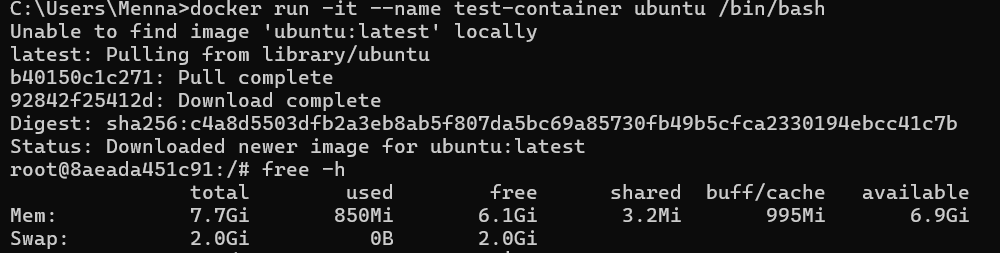 C:\Users\Menna>docker run -it --name test-container ubuntu /bin/bash
Unable to find image 'ubuntu:latest' locally
latest: Pulling from library/ubuntu
b40150c1c271: Pull complete
92842f25412d: Download complete
Digest: sha256:c4a8d5503dfb2a3eb8ab5f807da5bc69a85730fb49b5cfca2330194ebcc41c7b
Status: Downloaded newer image for ubuntu:latest
root@8aeada451c91:/# free -h
total used free shared buff/cache available
Mem: 7.7Gi 850Mi 6.1Gi 3.2Mi 995Mi 6.9Gi
Swap: 2.0Gi 0B 2.0Gi